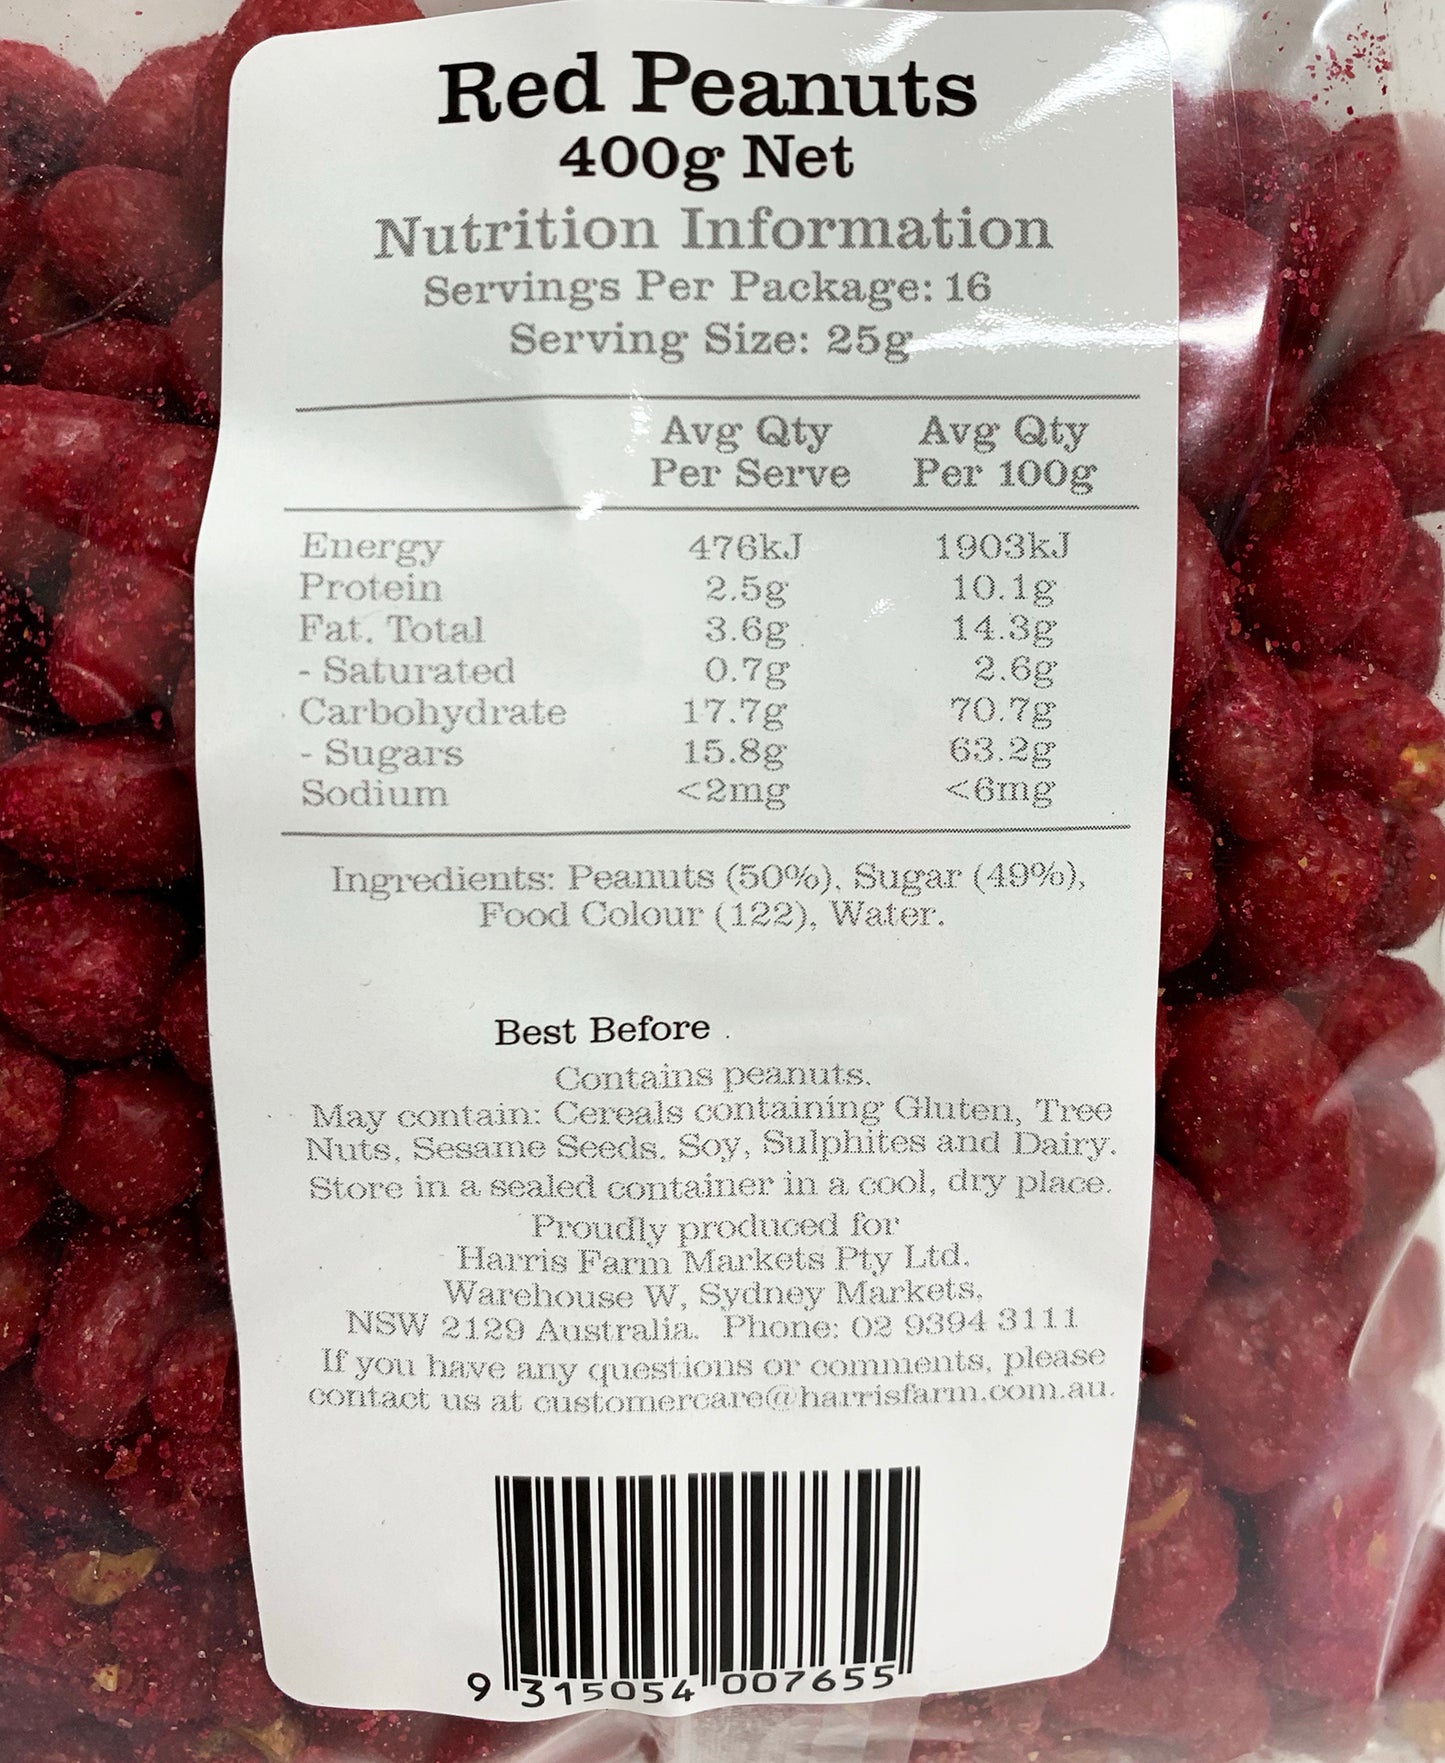 Red Peanuts
400g Net
Nutrition Information
Servings Per Package: 16
Serving Size: 25g
Avg Qty Avg Qty
Per Serve Per 100g
Energy 476kJ 1903kJ
Protein 2.5g 10.1g
Fat, Total 3.6g 14.3g
- Saturated 0.7g 2.6g
Carbohydrate 17.7g 70.7g
- Sugars 15.8g 63.2g
Sodium <2mg <6mg
Ingredients: Peanuts (50%), Sugar (49%),
Food Colour (122), Water.
Best Before
Contains peanuts.
May contain: Cereals containing Gluten, Tree
Nuts, Sesame Seeds, Soy, Sulphites and Dairy.
Store in a sealed container in a cool, dry place.
Proudly produced for
Harris Farm Markets Pty Ltd.
Warehouse W, Sydney Markets,
NSW 2129 Australia. Phone: 02 9394 3111
If you have any questions or comments, please
contact us at customercare@harrisfarm.com.au.
9 315054 007655